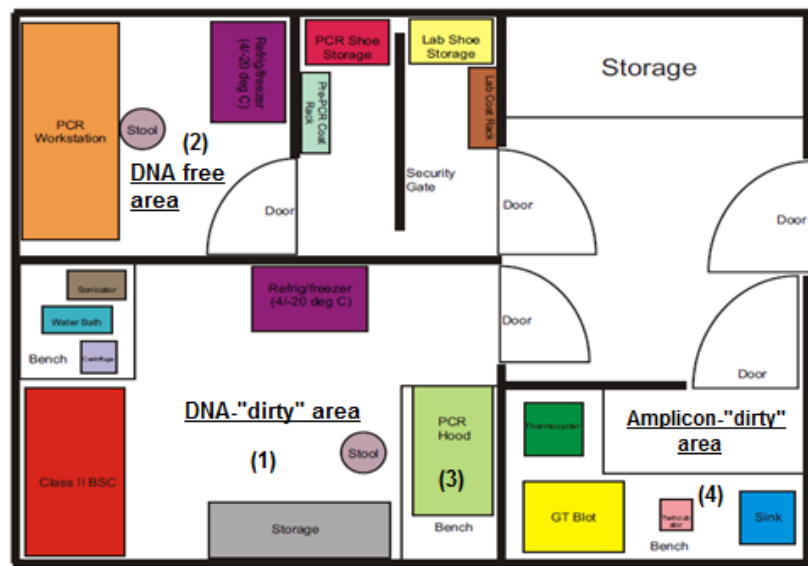 PCR Shoe
Storage
Lab Shoe
Storage
Storage
Refrig/freezer
(4/-20 deg C)
Pre-PCR Coat
Rack
Lab Coat Rack
PCR
Workstation
Stool
(2)
DNA free
area
Security
Gate
Door
Door
Door
Sonicator
Water Bath
Centrifuge
Bench
Refrig/freezer
(4/-20 deg C)
Door
Door
DNA-"dirty" area
(1)
Stool
PCR
Hood
(3)
Bench
Class II BSC
Storage
Thermocycler
Amplicon-"dirty"
area
(4)
GT Blot
Sink
Bench